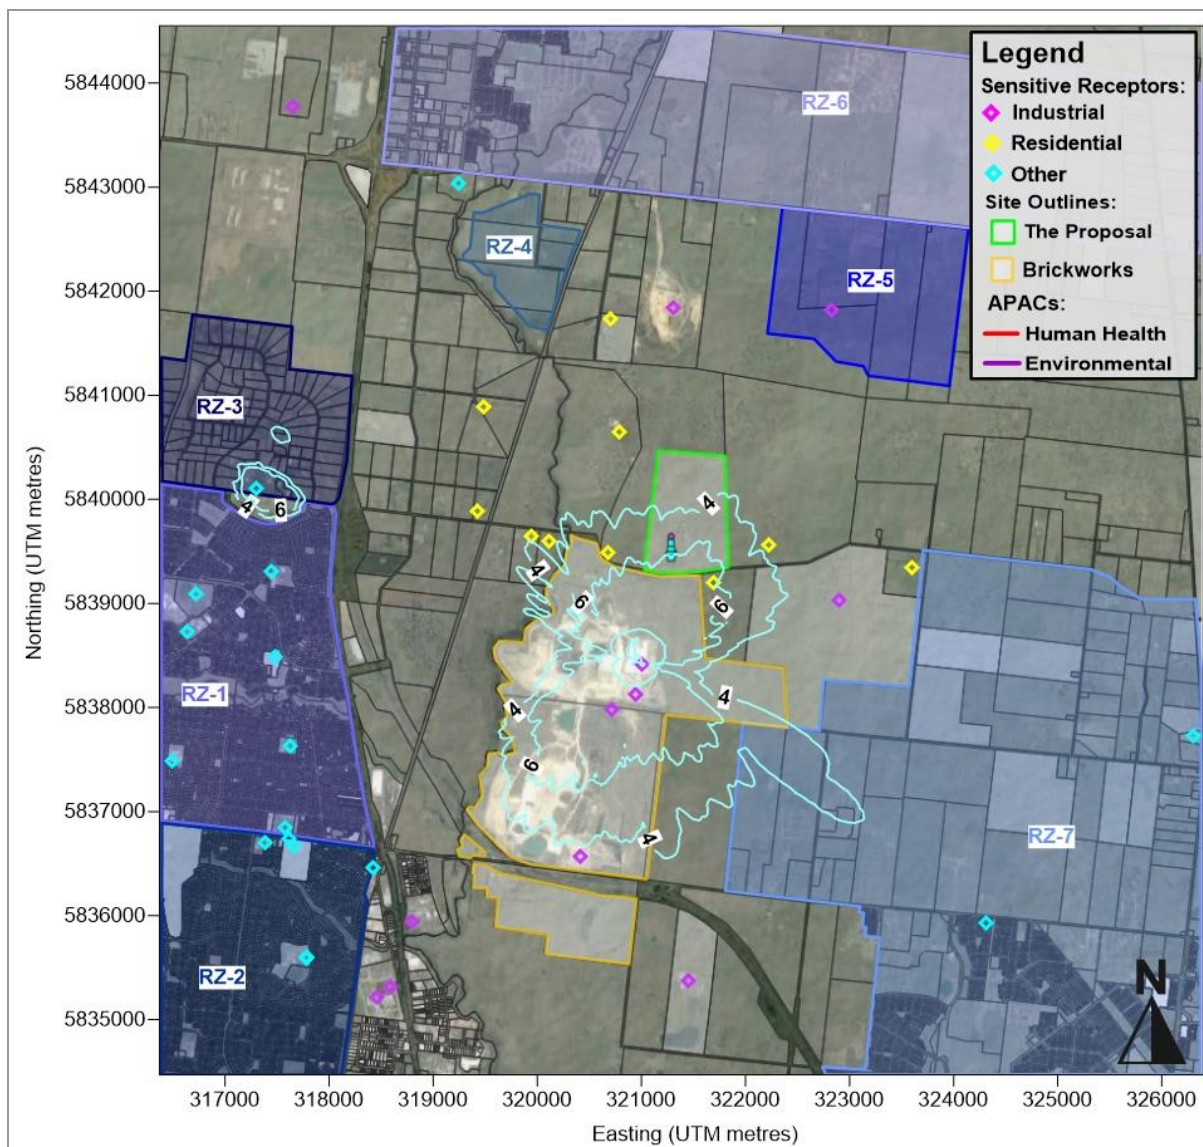 Legend
Sensitive Receptors:
Industrial
Residential
Other
Site Outlines:
The Proposal
Brickworks
APACs:
Human Health
Environmental
5844000
RZ-6
5843000
RZ-4
RZ-5
5842000
5841000
RZ-3
5840000
4 6
4
4
6
6
5839000
RZ-1
4
4
5838000
6
5837000
4
RZ-7
5836000
RZ-2
5835000
N
Northing (UTM metres)
317000 318000 319000 320000 321000 322000 323000 324000 325000 326000
Easting (UTM metres)